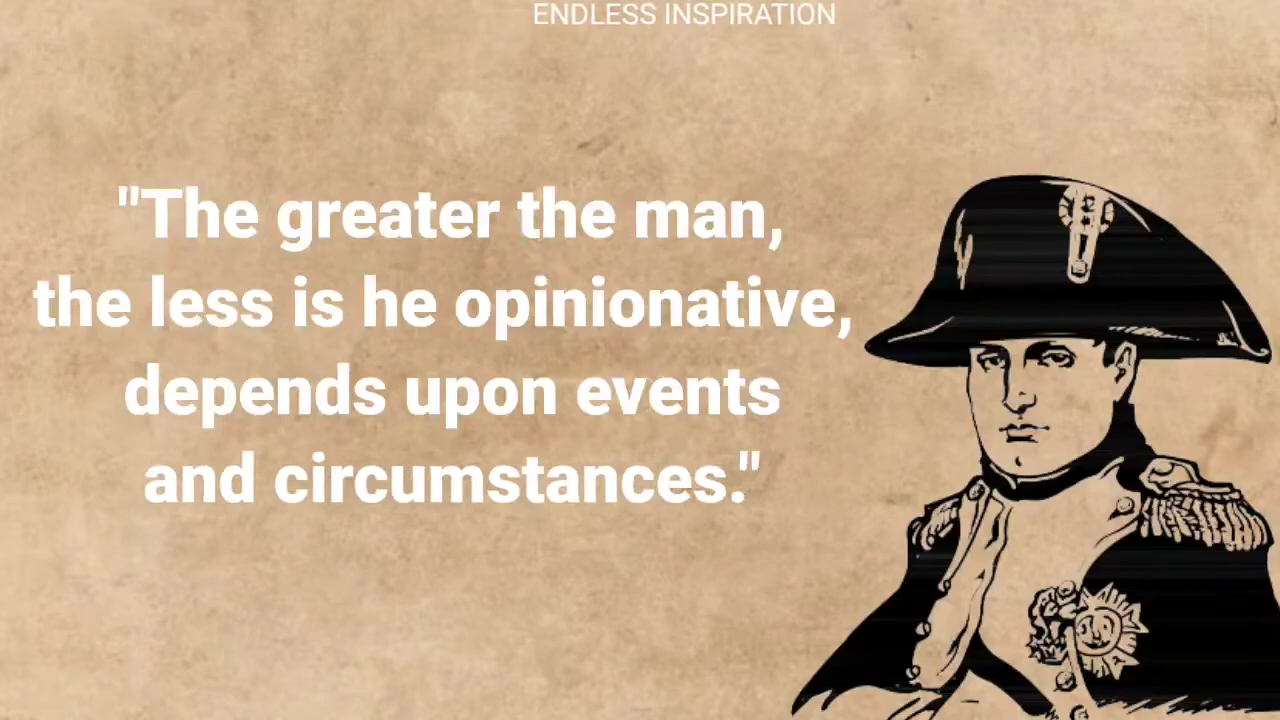 ENDLESS INSPIRATION
"The greater the man,
the less is he opinionative,
depends upon events
and circumstances."